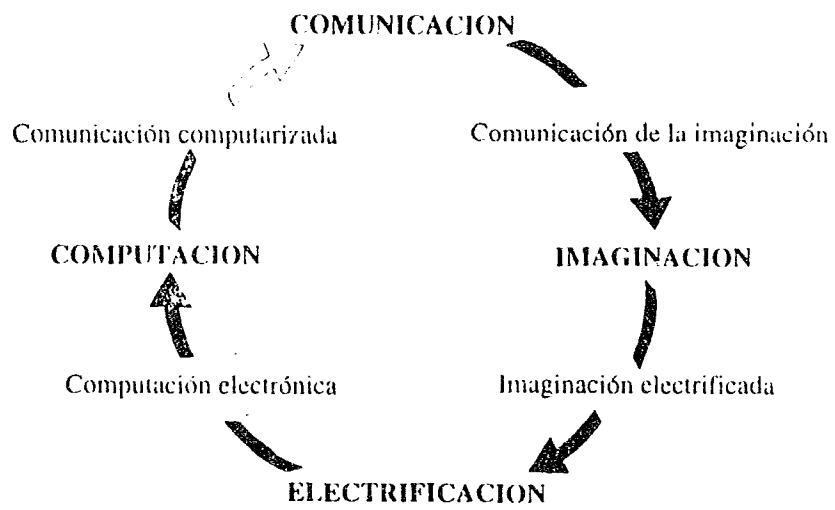 COMUNICACION
Comunicación computarizada
Comunicación de la imaginación
COMPUTACION
IMAGINACION
Computación electrónica
Imaginación electrificada
ELECTRIFICACION